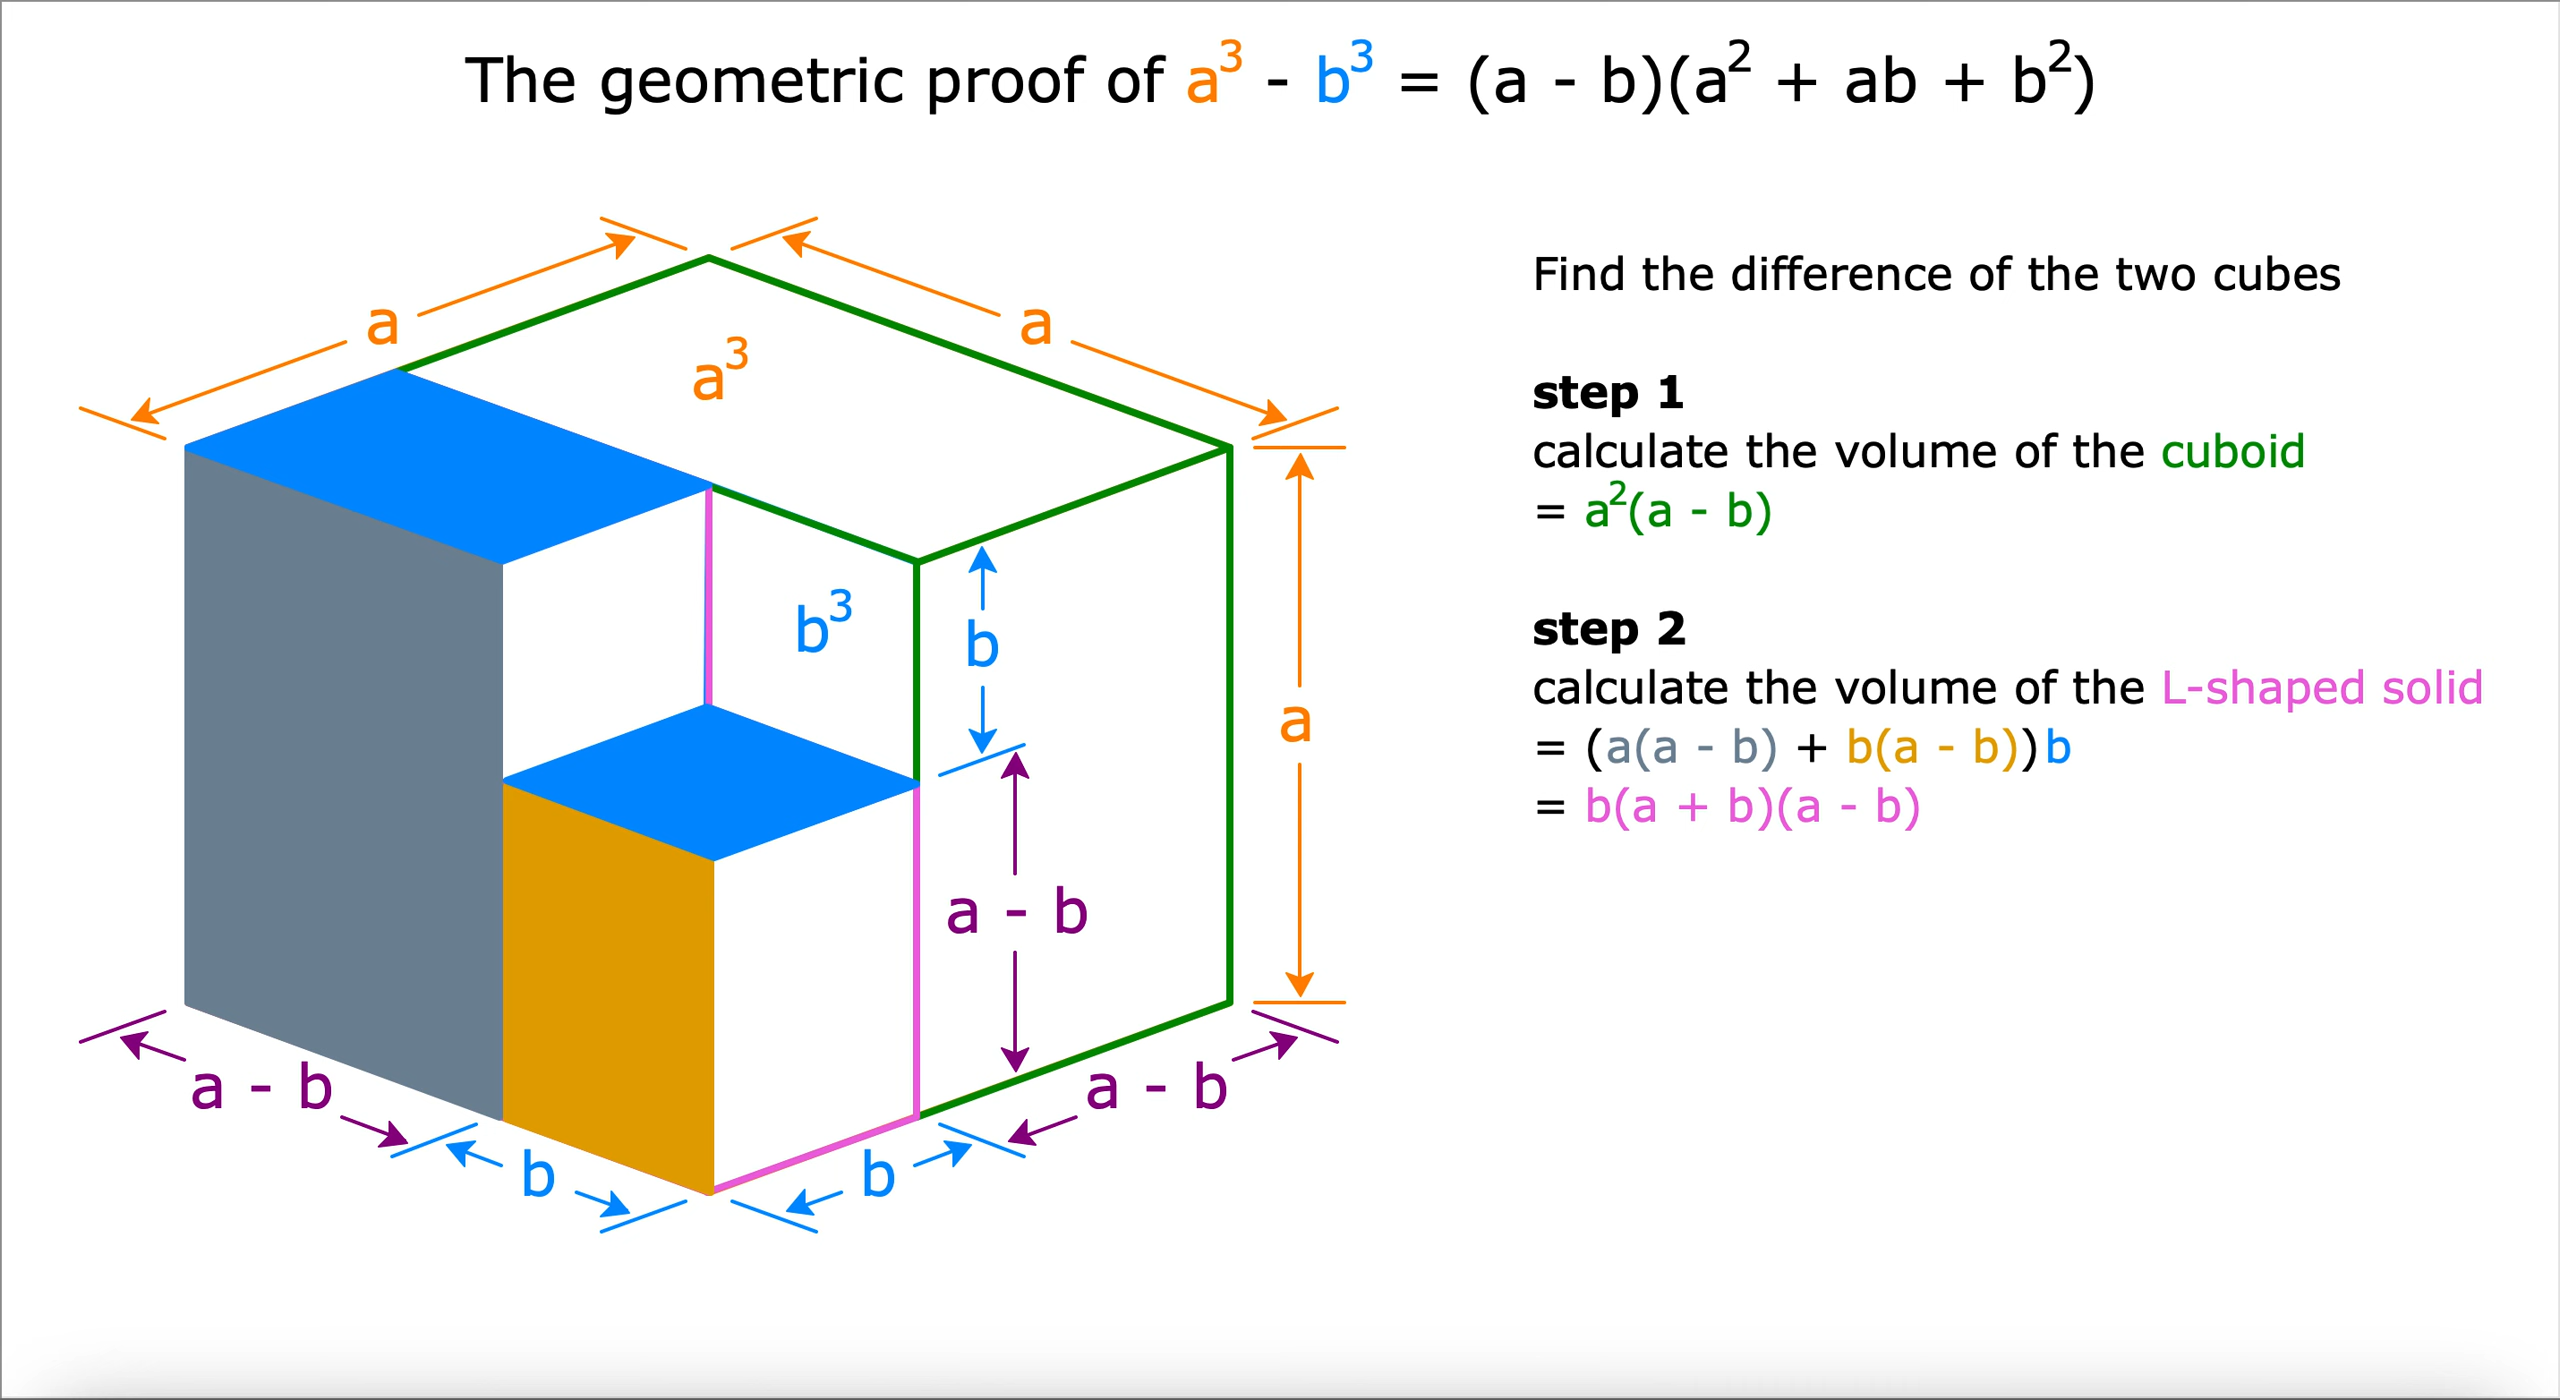 The geometric proof of a³ - b³ = (a - b)(a² + ab + b²)
a
a
a³
Find the difference of the two cubes
step 1
calculate the volume of the cuboid
= a²(a - b)
b³
b
a
step 2
calculate the volume of the L-shaped solid
= (a(a - b) + b(a - b))b
= b(a + b)(a - b)
a - b
a - b
a - b
b
b